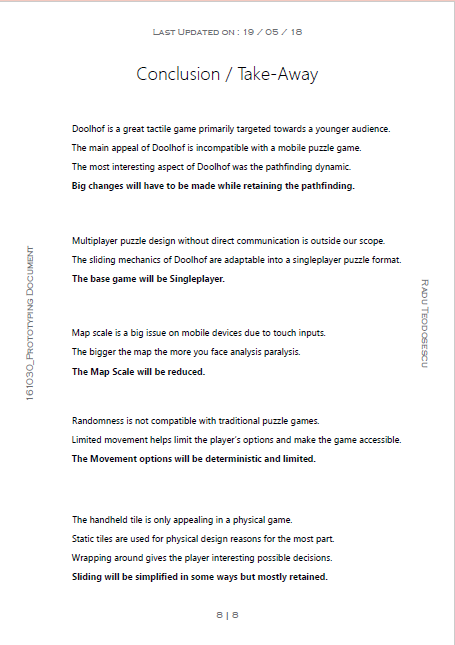 Last Updated on : 19 / 05 / 18
Conclusion / Take-Away
Doolhof is a great tactile game primarily targeted towards a younger audience.
The main appeal of Doolhof is incompatible with a mobile puzzle game.
The most interesting aspect of Doolhof was the pathfinding dynamic.
Big changes will have to be made while retaining the pathfinding.
Multiplayer puzzle design without direct communication is outside our scope.
The sliding mechanics of Doolhof are adaptable into a singleplayer puzzle format.
The base game will be Singleplayer.
Map scale is a big issue on mobile devices due to touch inputs.
The bigger the map the more you face analysis paralysis.
The Map Scale will be reduced.
Randomness is not compatible with traditional puzzle games.
Limited movement helps limit the player's options and make the game accessible.
The Movement options will be deterministic and limited.
The handheld tile is only appealing in a physical game.
Static tiles are used for physical design reasons for the most part.
Wrapping around gives the player interesting possible decisions.
Sliding will be simplified in some ways but mostly retained.
8 | 8
161030_Prototyping Document
Radu Teodosescu